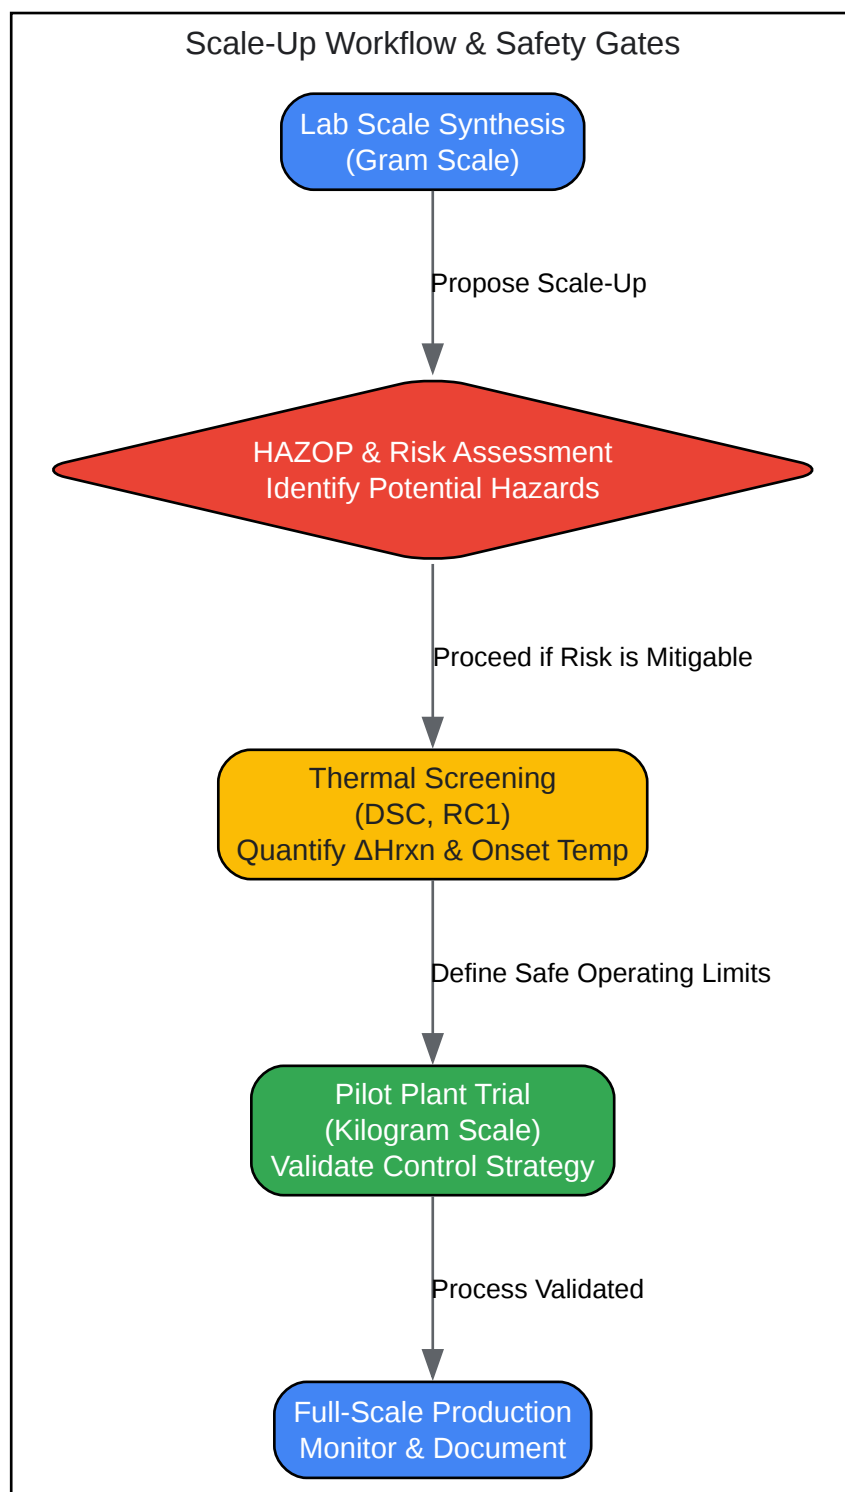 Scale-Up Workflow & Safety Gates
Lab Scale Synthesis
(Gram Scale)
Propose Scale-Up
HAZOP & Risk Assessment
Identify Potential Hazards
Proceed if Risk is Mitigable
Thermal Screening
(DSC, RC1)
Quantify ΔHrxn & Onset Temp
Define Safe Operating Limits
Pilot Plant Trial
(Kilogram Scale)
Validate Control Strategy
Process Validated
Full-Scale Production
Monitor & Document